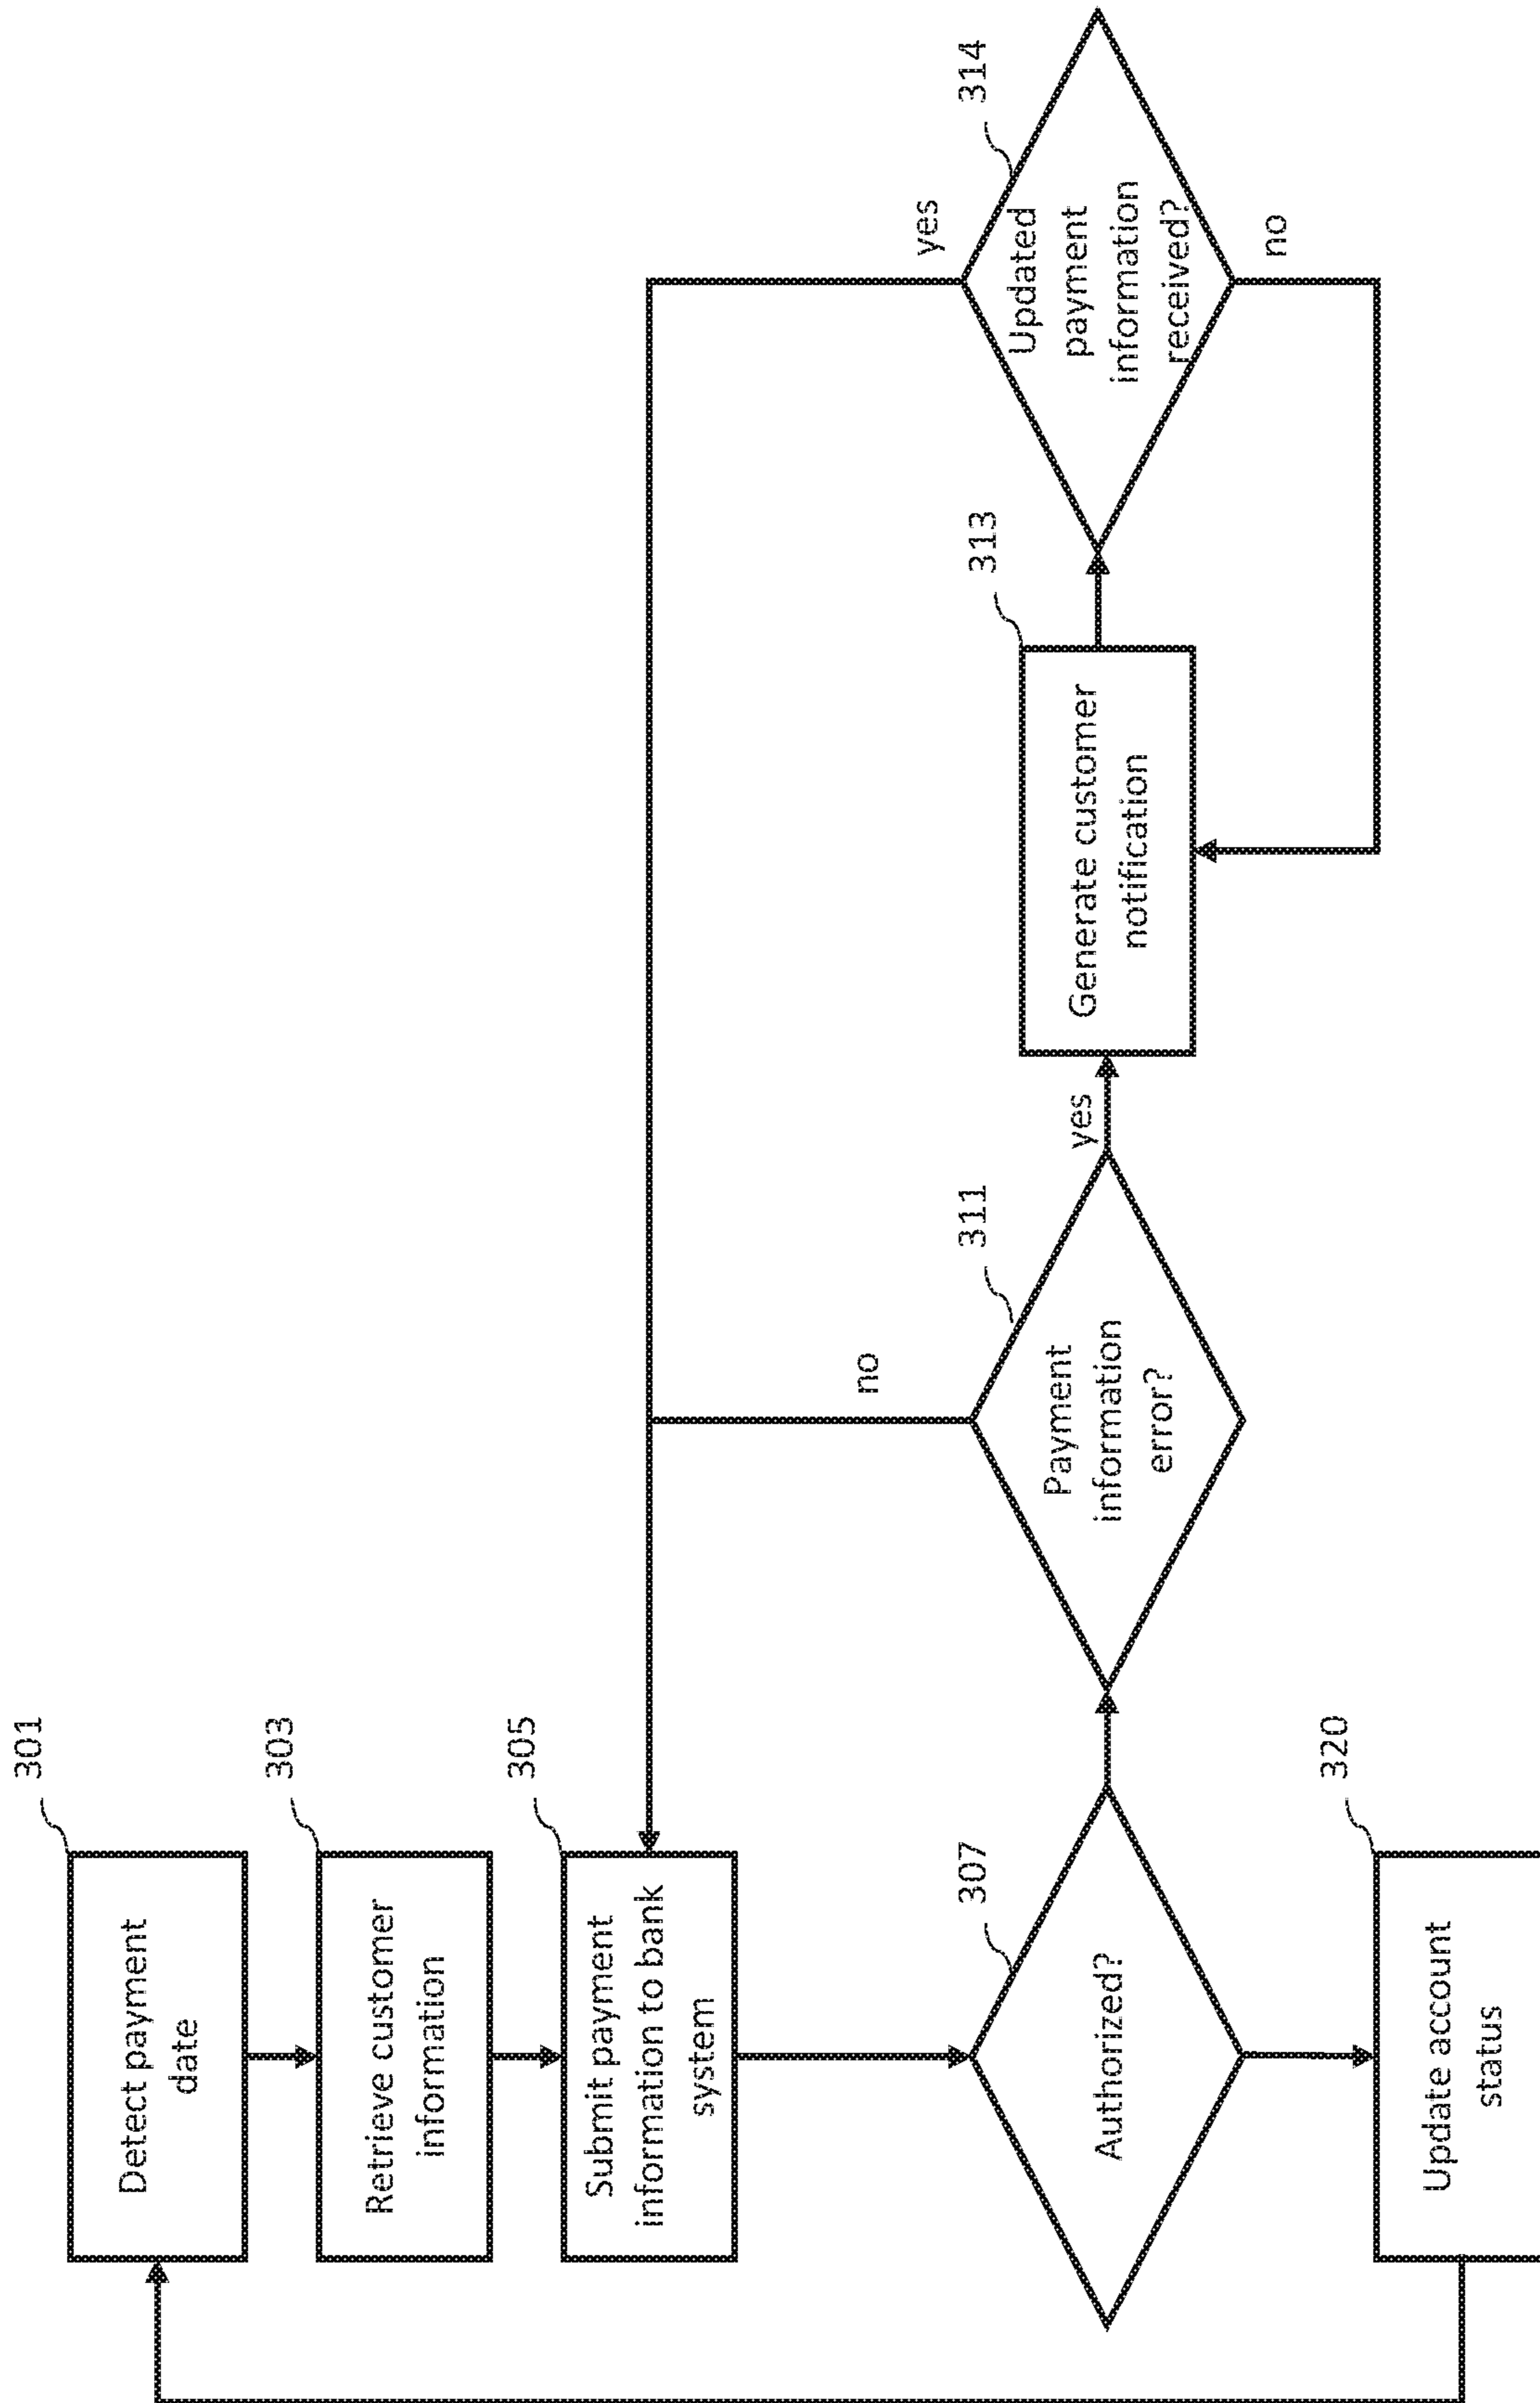 301
Detect payment
date
303
Retrieve customer
information
305
Submit payment
information to bank
system
307
Authorized?
311
Payment
information
error?
no
yes
313
Generate customer
notification
314
Updated
payment
information
received?
yes
no
320
Update account
status